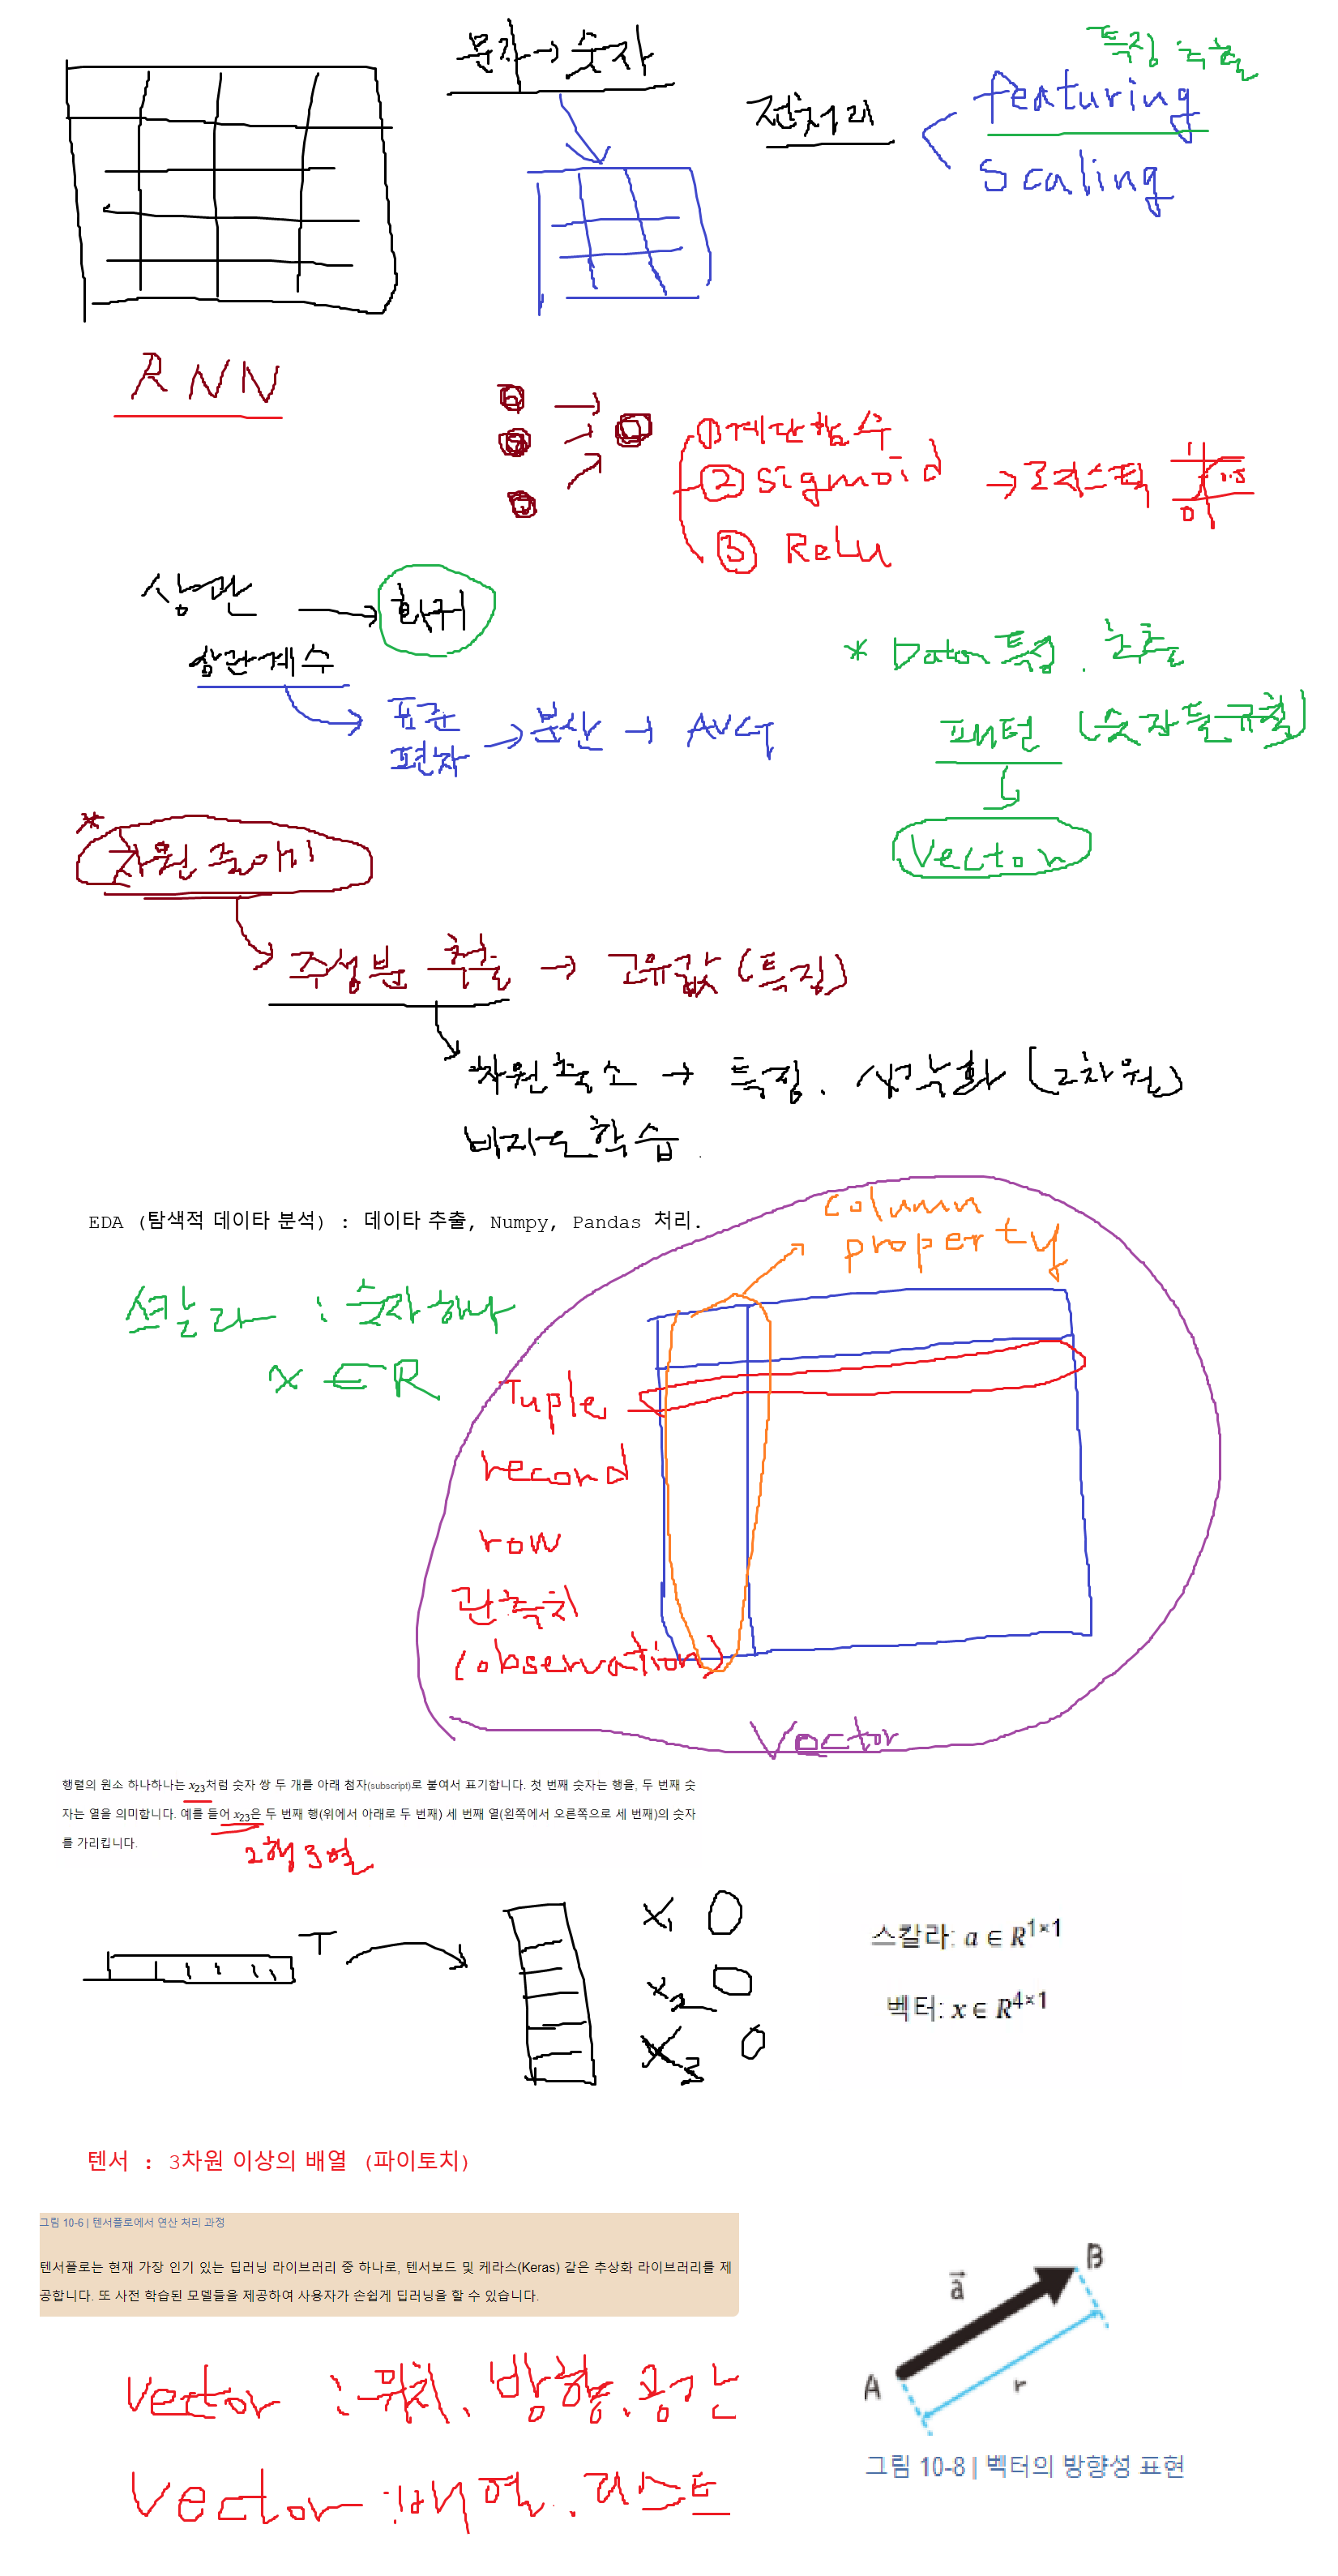 문자→숫자
특징 추출
전처리
featuring
scaling
RNN
①계단함수
② sigmoid → 로지스틱
1
0.5
0
③ Relu
상관 → 회귀
상관계수
표준
편차 → 분산 → AVG
* Data 특징. 추출
패턴 (숫자들 규칙)
Vector
* 차원 줄이기
주성분 추출 → 고유값 (특징)
차원축소 → 특징. 시각화 (2차원)
비지도학습.
EDA (탐색적 데이타 분석) : 데이타 추출, Numpy, Pandas 처리.
column
property
스칼라 : 숫자 하나
x ∈ R
Tuple
record
row
관측치
(observation)
Vector
행렬의 원소 하나하나는 x₂₃처럼 숫자 쌍 두 개를 아래 첨자(subscript)로 붙여서 표기합니다. 첫 번째 숫자는 행을, 두 번째 숫
자는 열을 의미합니다. 예를 들어 x₂₃은 두 번째 행(위에서 아래로 두 번째) 세 번째 열(왼쪽에서 오른쪽으로 세 번째)의 숫자
를 가리킵니다.
2행 3열
T
x₁ 0
x₂ 0
x₃ 0
스칼라: a ∈ R¹ˣ¹
벡터: x ∈ R⁴ˣ¹
텐서 : 3차원 이상의 배열 (파이토치)
그림 10-6 | 텐서플로에서 연산 처리 과정
텐서플로는 현재 가장 인기 있는 딥러닝 라이브러리 중 하나로, 텐서보드 및 케라스(Keras) 같은 추상화 라이브러리를 제
공합니다. 또 사전 학습된 모델들을 제공하여 사용자가 손쉽게 딥러닝을 할 수 있습니다.
B
a
A
r
그림 10-8 | 벡터의 방향성 표현
Vector : 위치. 방향. 공간
Vector : 배열. 리스트